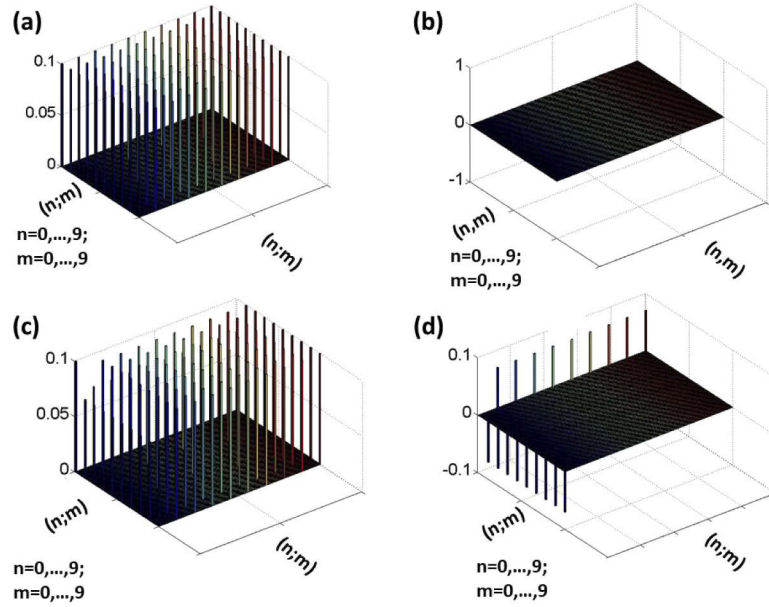 (a)
0.1
0.05
0
(n;m)
(n;m)
n=0,...,9;
m=0,...,9
(b)
1
0
-1
(n,m)
(n,m)
n=0,...,9;
m=0,...,9
(c)
0.1
0.05
0
(n;m)
(n;m)
n=0,...,9;
m=0,...,9
(d)
0.1
0
-0.1
(n;m)
(n;m)
n=0,...,9;
m=0,...,9